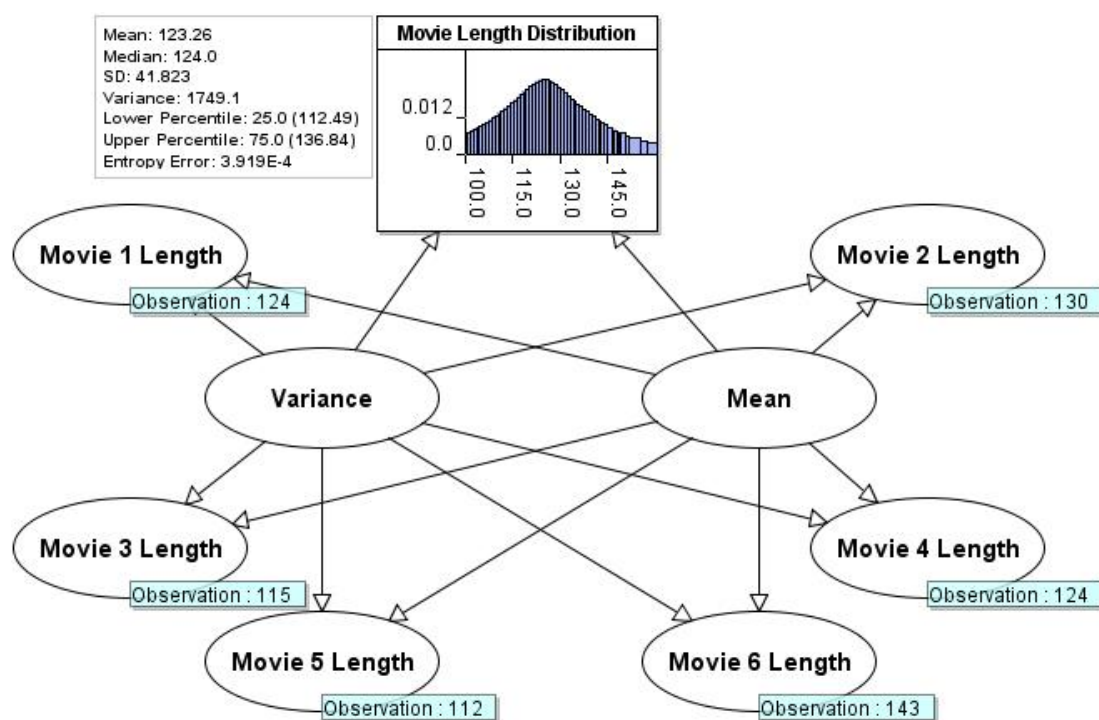 Mean: 123.26
Median: 124.0
SD: 41.823
Variance: 1749.1
Lower Percentile: 25.0 (112.49)
Upper Percentile: 75.0 (136.84)
Entropy Error: 3.919E-4
Movie Length Distribution
0.012
0.0
100.0
115.0
130.0
145.0
Movie 1 Length
Observation : 124
Movie 2 Length
Observation : 130
Variance
Mean
Movie 3 Length
Observation : 115
Movie 4 Length
Observation : 124
Movie 5 Length
Observation : 112
Movie 6 Length
Observation : 143